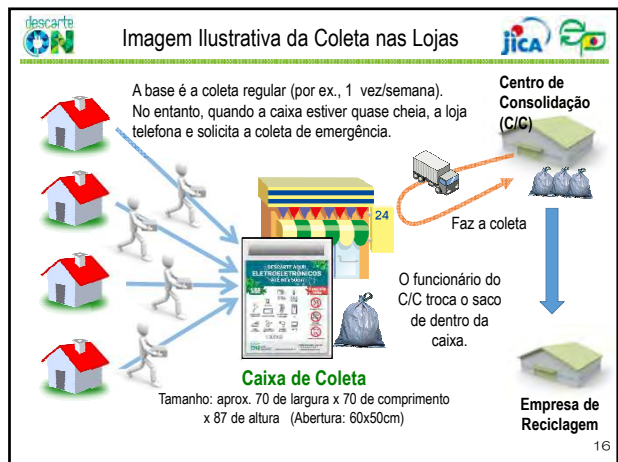 descarte
ON
Imagem Ilustrativa da Coleta nas Lojas
jica
A base é a coleta regular (por ex., 1 vez/semana).
No entanto, quando a caixa estiver quase cheia, a loja
telefona e solicita a coleta de emergência.
Centro de
Consolidação
(C/C)
24
Faz a coleta
DESCARTE AQUI
ELETROELETRÔNICOS
O funcionário do
C/C troca o saco
de dentro da
caixa.
Caixa de Coleta
Tamanho: aprox. 70 de largura x 70 de comprimento
x 87 de altura (Abertura: 60x50cm)
Empresa de
Reciclagem
16